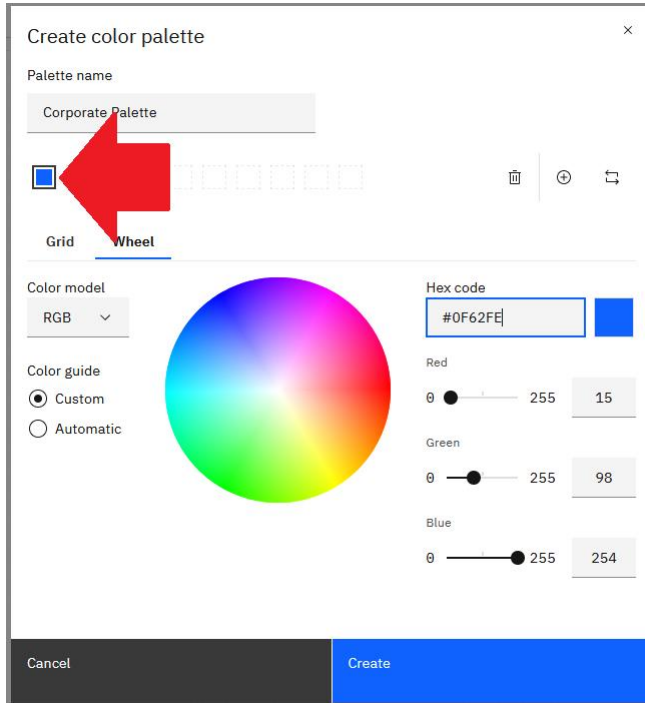 Create color palette
Palette name
Corporate Palette
Grid Wheel
Color model
RGB
Color guide
Custom
Automatic
Hex code
#0F62FE
Red
0 255 15
Green
0 255 98
Blue
0 255 254
Cancel Create